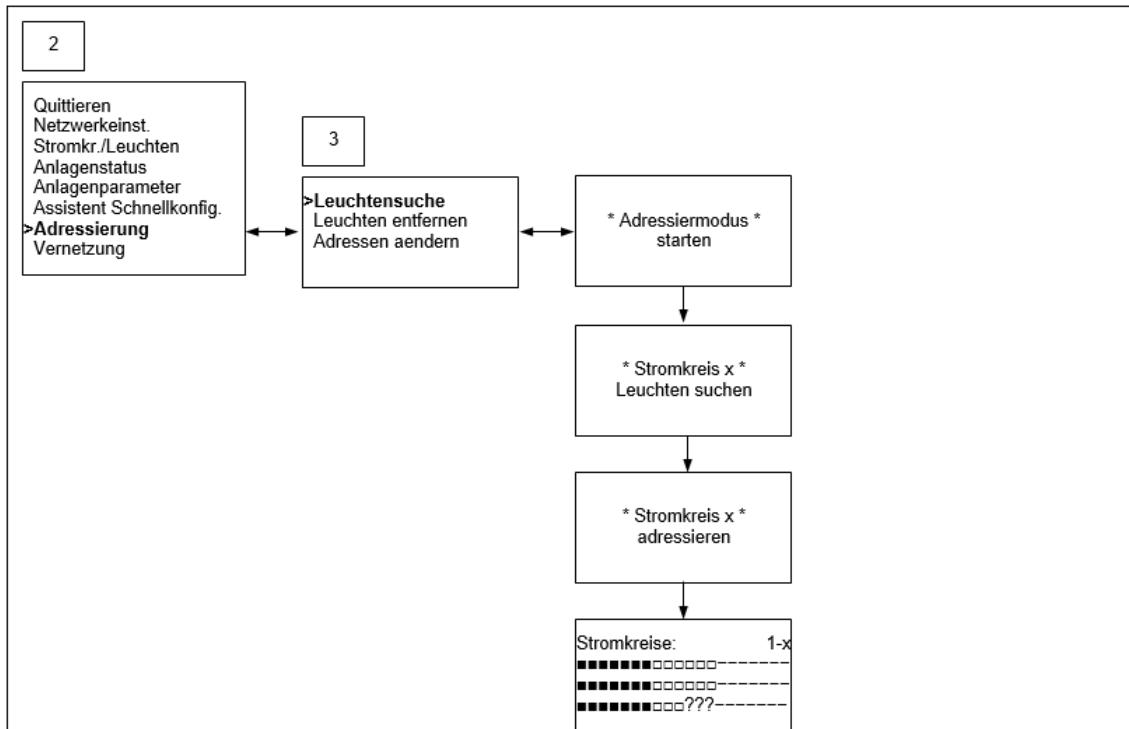 2
Quittieren
Netzwerkeinst.
Stromkr./Leuchten
Anlagenstatus
Anlagenparameter
Assistent Schnellkonfig.
>Adressierung
Vernetzung
3
>Leuchtensuche
Leuchten entfernen
Adressen aendern
* Adressiermodus *
starten
* Stromkreis x *
Leuchten suchen
* Stromkreis x *
adressieren
Stromkreise: 1-x
■■■■■■■□□□□□□-------
■■■■■■■□□□□□□-------
■■■■■■■□□□???-------